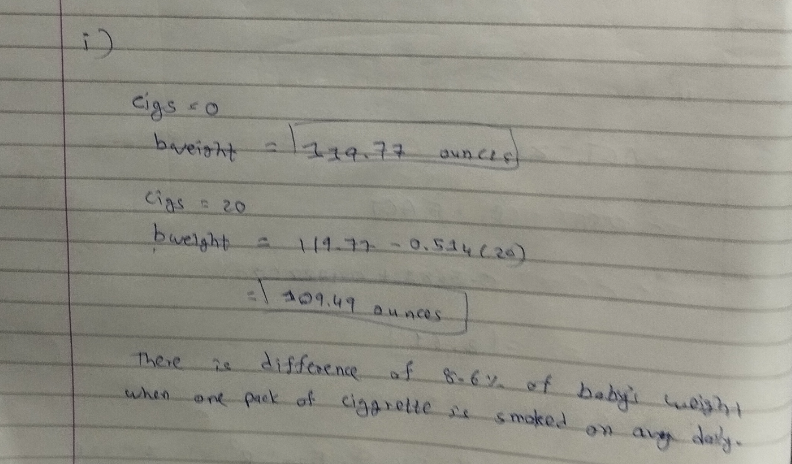 i)
cigs = 0
bweight = 119.77 ounces
cigs = 20
bweight = 119.77 - 0.514(20)
= 109.49 ounces
There is difference of 8.6% of baby's weight
when one pack of ciggrette is smoked on avg daily.